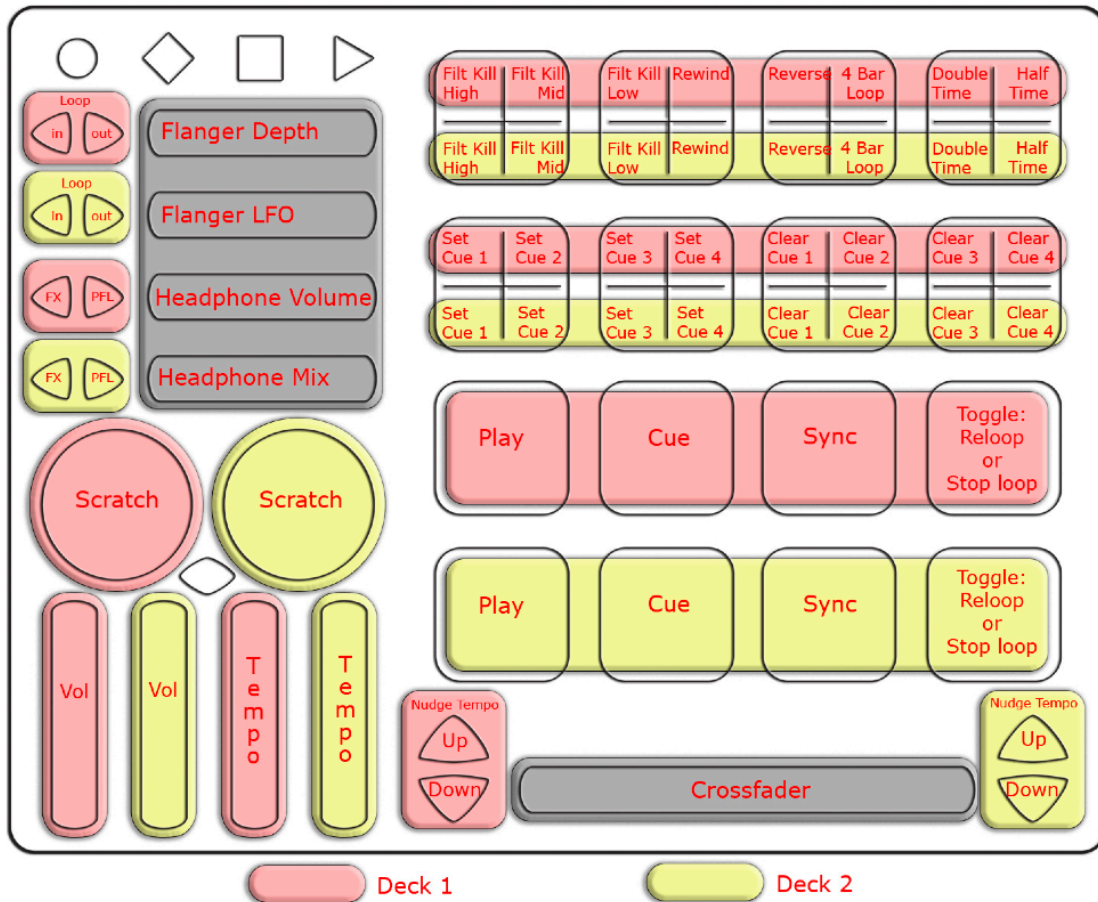 Loop
in out
Loop
In out
FX PFL
FX PFL
Flanger Depth
Flanger LFO
Headphone Volume
Headphone Mix
Scratch
Scratch
Vol
Vol
Tempo
Tempo
Filt Kill High
Filt Kill Mid
Filt Kill Low
Rewind
Reverse
4 Bar Loop
Double Time
Half Time
Filt Kill High
Filt Kill Mid
Filt Kill Low
Rewind
Reverse
4 Bar Loop
Double Time
Half Time
Set Cue 1
Set Cue 2
Set Cue 3
Set Cue 4
Clear Cue 1
Clear Cue 2
Clear Cue 3
Clear Cue 4
Set Cue 1
Set Cue 2
Set Cue 3
Set Cue 4
Clear Cue 1
Clear Cue 2
Clear Cue 3
Clear Cue 4
Play
Cue
Sync
Toggle:
Reloop
or
Stop loop
Play
Cue
Sync
Toggle:
Reloop
or
Stop loop
Nudge Tempo
Up
Down
Crossfader
Nudge Tempo
Up
Down
Deck 1
Deck 2